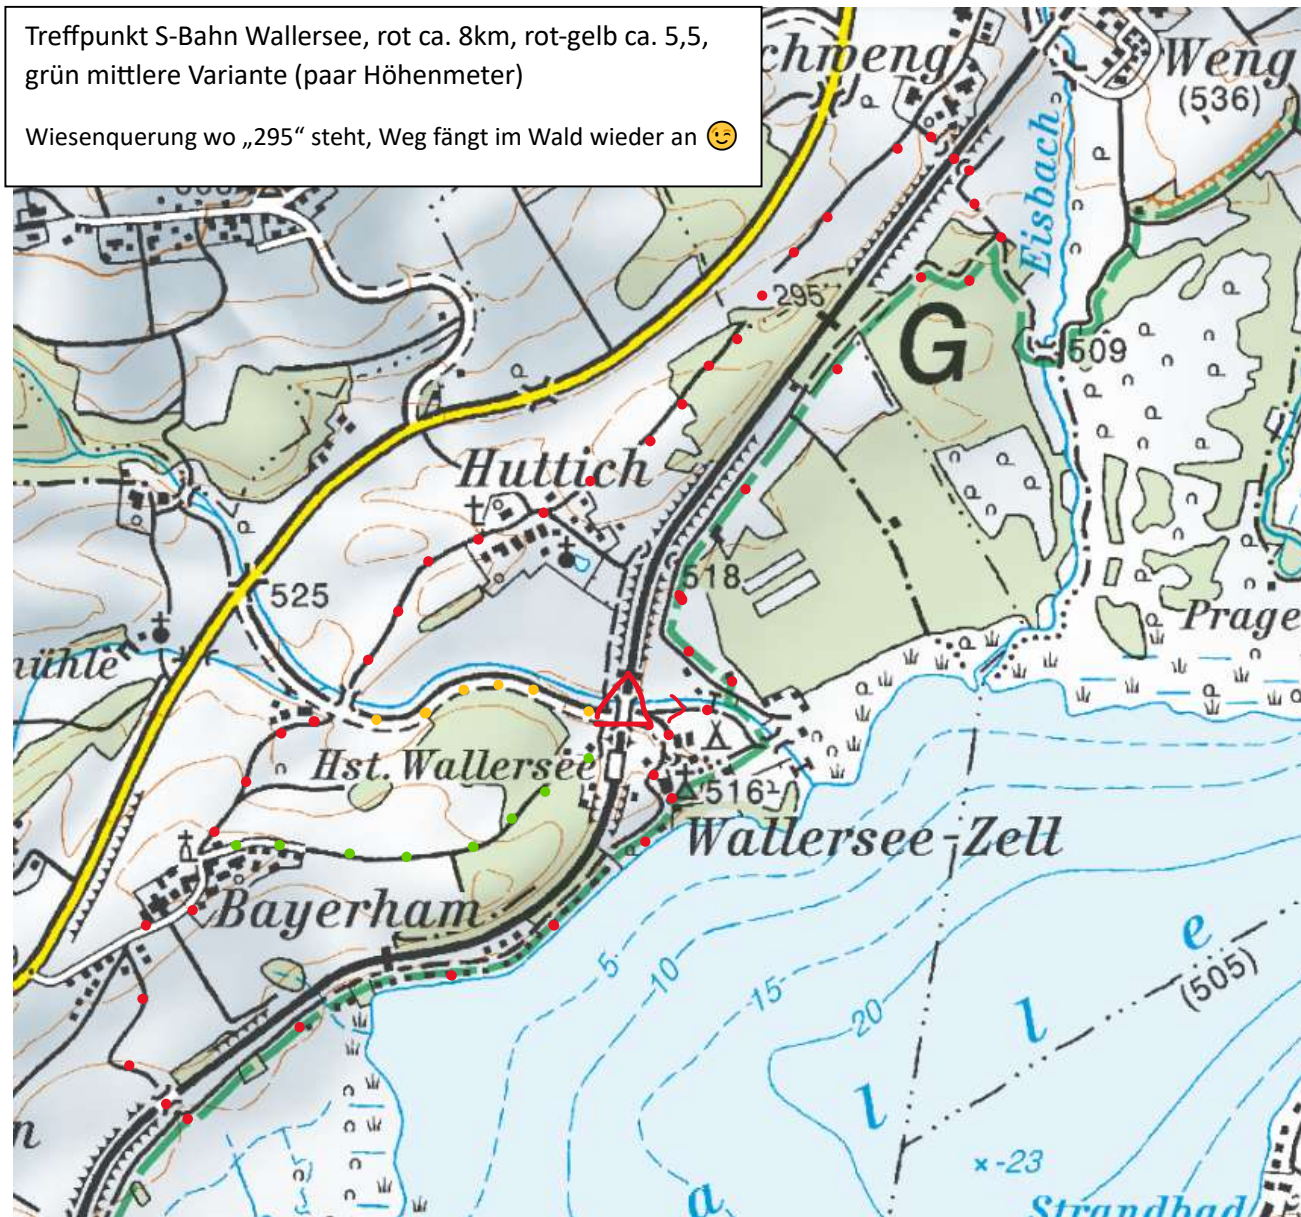 Treffpunkt S-Bahn Wallersee, rot ca. 8km, rot-gelb ca. 5,5,
grün mittlere Variante (paar Höhenmeter)
Wiesenquerung wo „295“ steht, Weg fängt im Wald wieder an 😉
chweng
Weng
(536)
Eisbach
295
G
509
Huttich
518
525
Prage
mühle
Hst. Wallersee
516
Wallersee-Zell
Bayerham
5
10
15
20
e
(505)
l
l
n
x -23
a
Strandbad